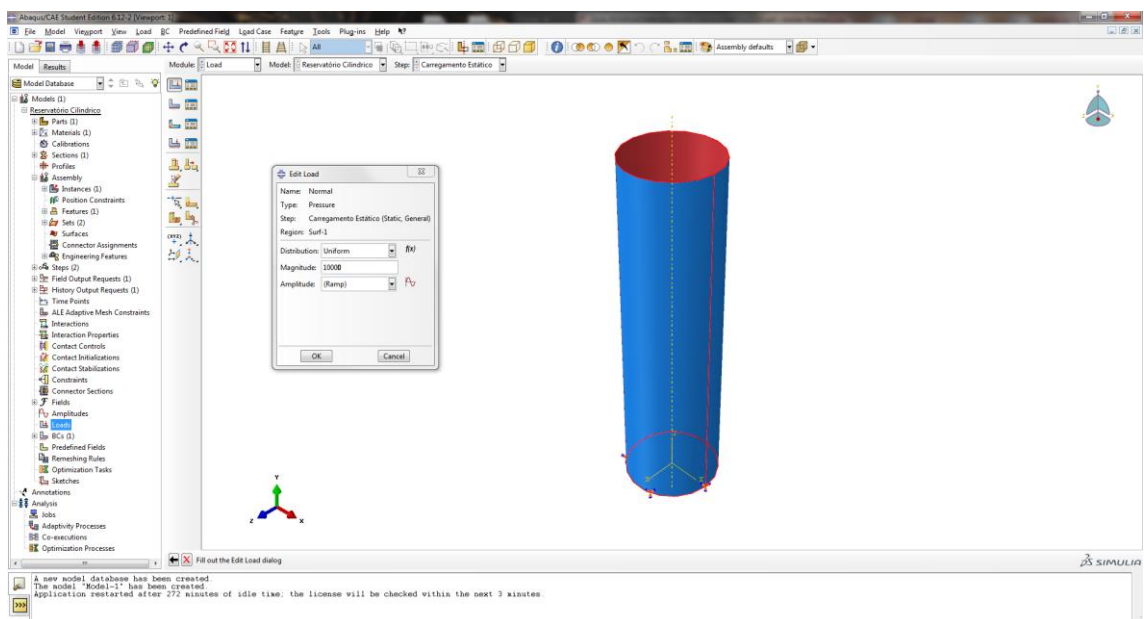 Abaqus/CAE Student Edition 6.12-2 [Viewport: 1]
File Model Viewport View Load BC Predefined Field Load Case Feature Tools Plug-ins Help
All
Assembly defaults
Model Results
Module: Load Model: Reservatório Cilíndrico Step: Carregamento Estático
Model Database
Models (1)
Reservatório Cilíndrico
Parts (1)
Materials (1)
Calibrations
Sections (1)
Profiles
Assembly
Instances (1)
Position Constraints
Features (1)
Sets (2)
Surfaces
Connector Assignments
Engineering Features
Steps (2)
Field Output Requests (1)
History Output Requests (1)
Time Points
ALE Adaptive Mesh Constraints
Interactions
Interaction Properties
Contact Controls
Contact Initializations
Contact Stabilizations
Constraints
Connector Sections
Fields
Amplitudes
Loads
BCs (1)
Predefined Fields
Remeshing Rules
Optimization Tasks
Sketches
Annotations
Analysis
Jobs
Adaptivity Processes
Co-executions
Optimization Processes
Edit Load
Name: Normal
Type: Pressure
Step: Carregamento Estático (Static, General)
Region: Surf-1
Distribution: Uniform f(x)
Magnitude: 10000
Amplitude: (Ramp)
OK Cancel
Y
Z X
Fill out the Edit Load dialog
SIMULIA
A new model database has been created.
The model "Model-1" has been created.
Application restarted after 272 minutes of idle time; the license will be checked within the next 3 minutes.